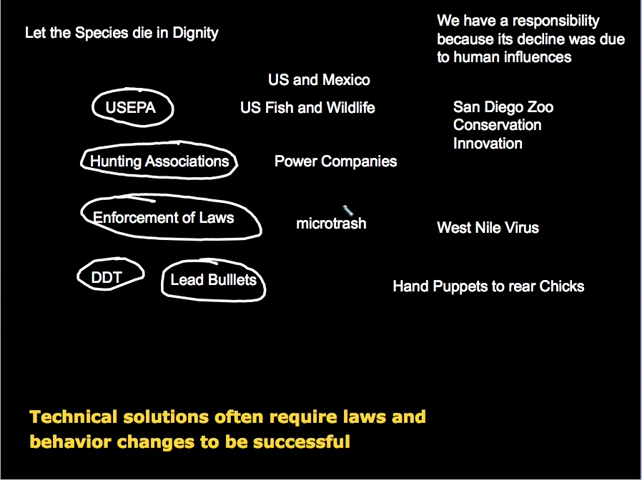 Let the Species die in Dignity
We have a responsibility
because its decline was due
to human influences
US and Mexico
USEPA
US Fish and Wildlife
San Diego Zoo
Conservation
Innovation
Hunting Associations
Power Companies
Enforcement of Laws
microtrash
West Nile Virus
DDT
Lead Bulllets
Hand Puppets to rear Chicks
Technical solutions often require laws and
behavior changes to be successful